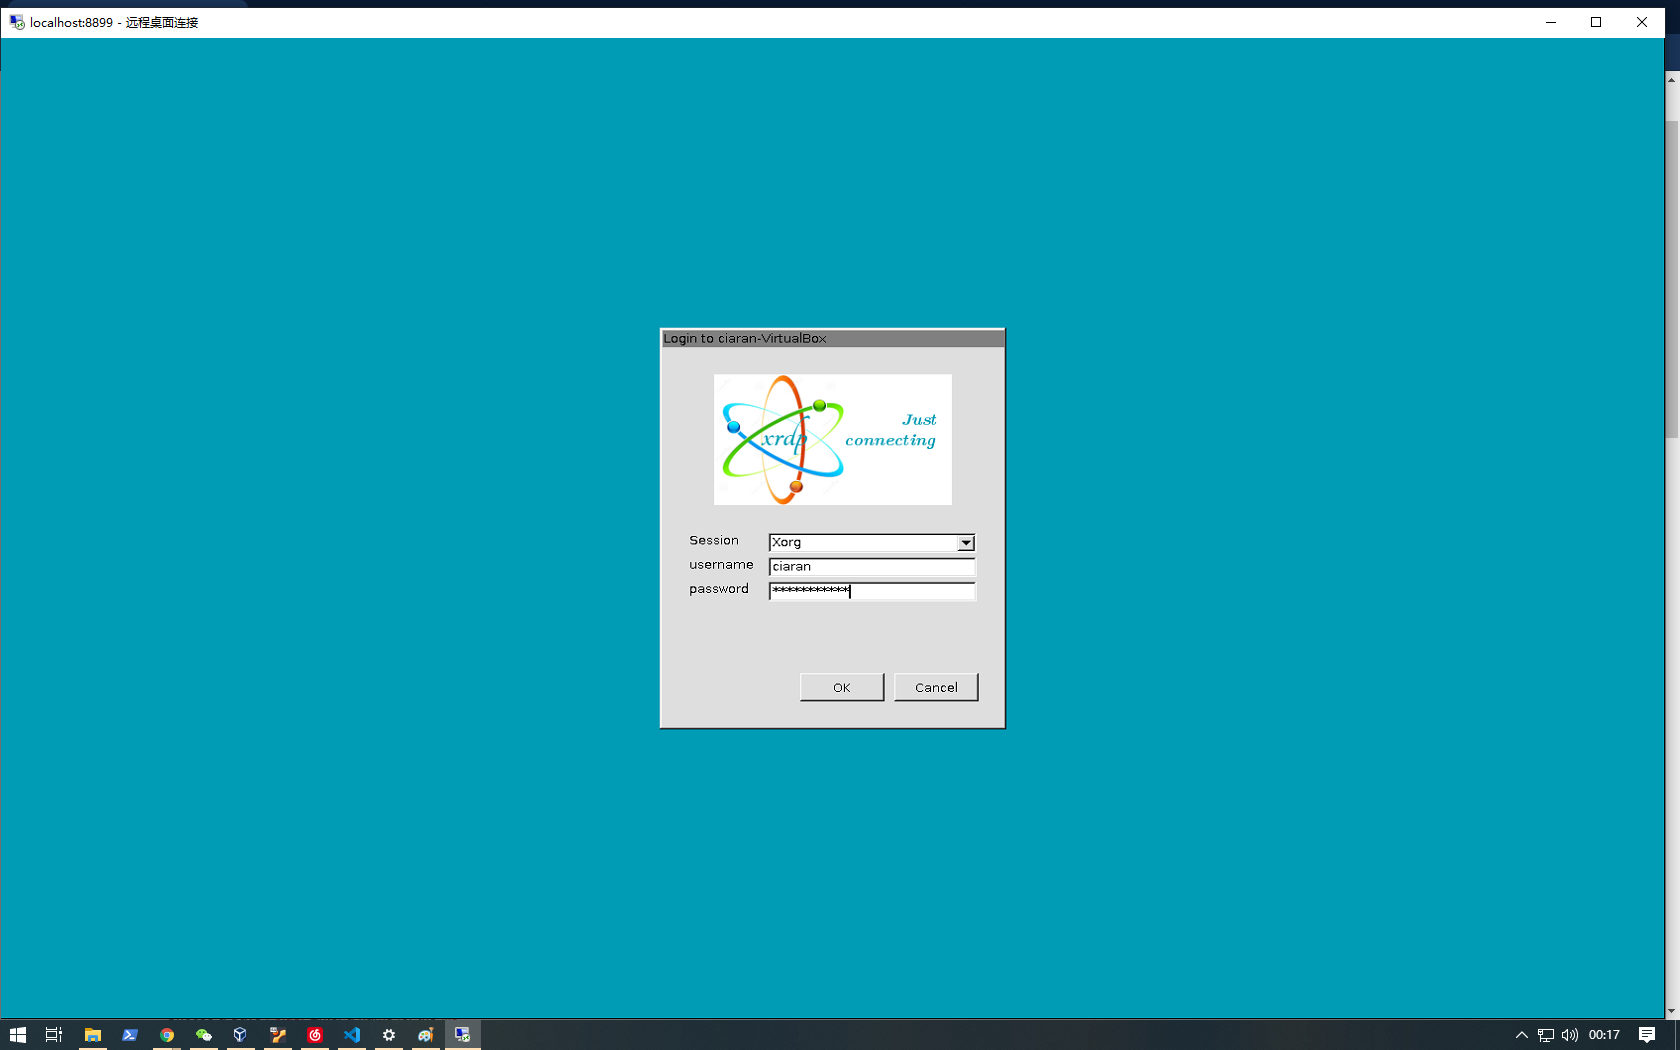 localhost:8899 - 远程桌面连接
Login to ciaran-VirtualBox
xrdp
Just
connecting
Session
Xorg
username
ciaran
password
***********
OK
Cancel
00:17